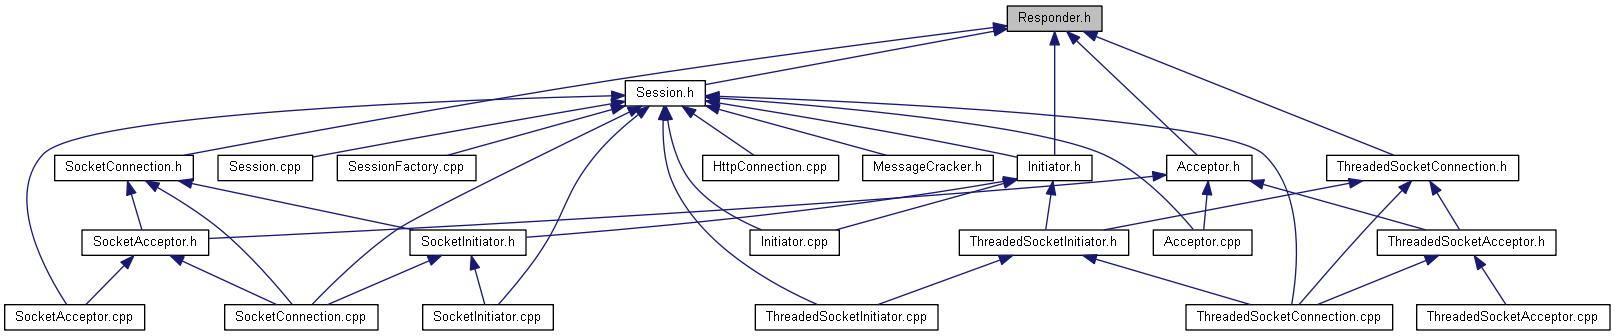 Responder.h
Session.h
SocketConnection.h
Session.cpp
SessionFactory.cpp
HttpConnection.cpp
MessageCracker.h
Initiator.h
Acceptor.h
ThreadedSocketConnection.h
SocketAcceptor.h
SocketInitiator.h
Initiator.cpp
ThreadedSocketInitiator.h
Acceptor.cpp
ThreadedSocketAcceptor.h
SocketAcceptor.cpp
SocketConnection.cpp
SocketInitiator.cpp
ThreadedSocketInitiator.cpp
ThreadedSocketConnection.cpp
ThreadedSocketAcceptor.cpp